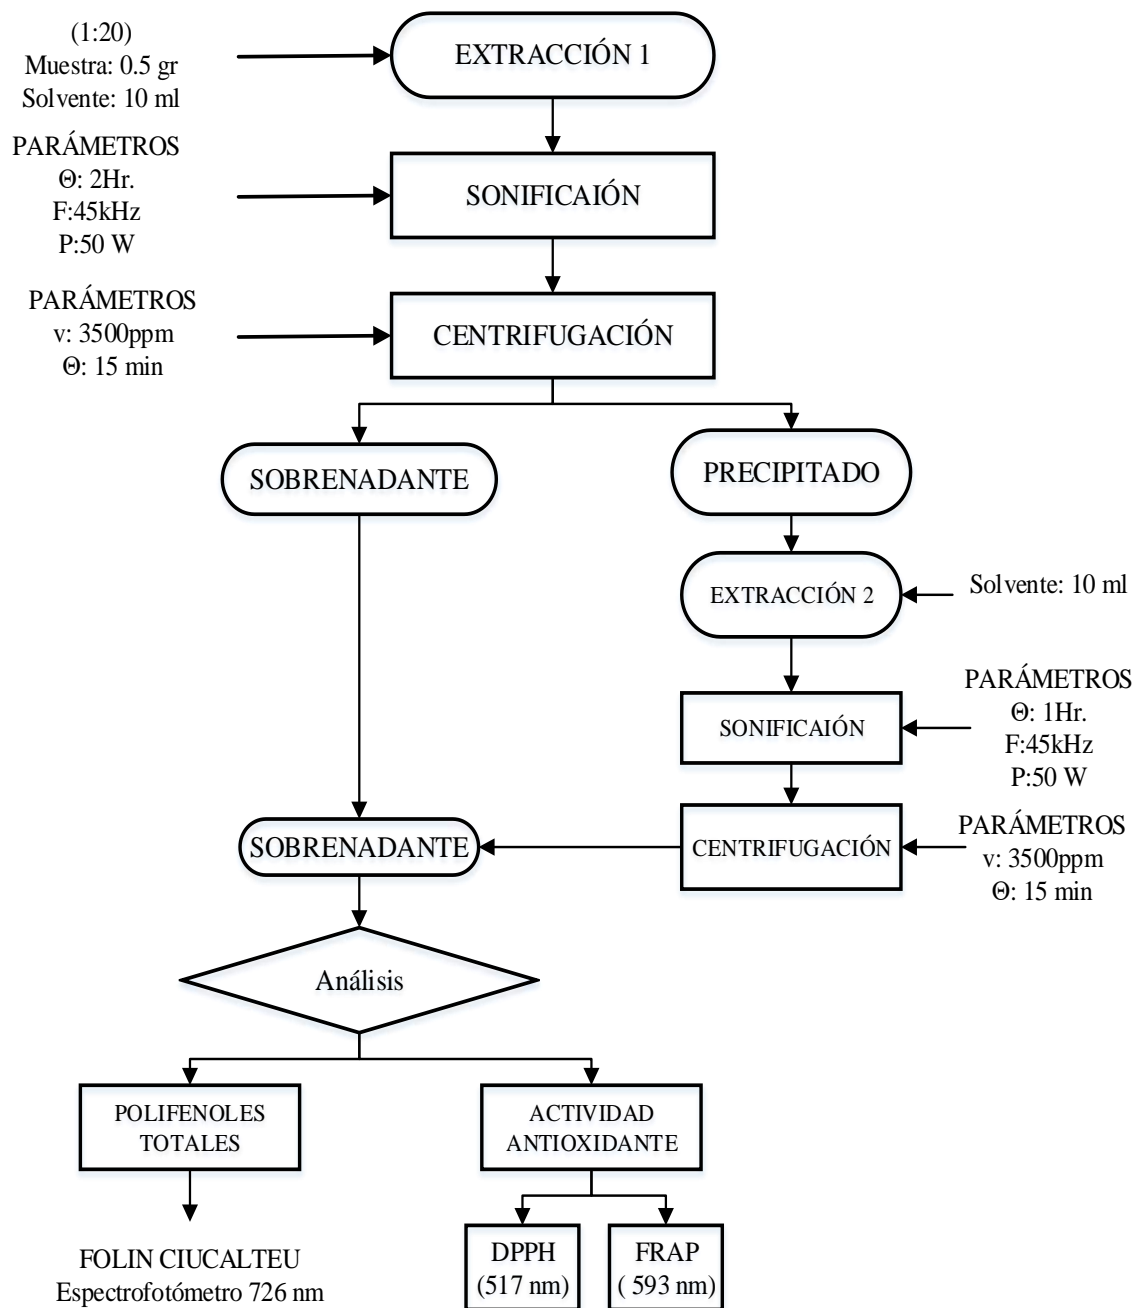 (1:20)
Muestra: 0.5 gr
Solvente: 10 ml
EXTRACCIÓN 1
PARÁMETROS
Θ: 2Hr.
F:45kHz
P:50 W
SONIFICAIÓN
PARÁMETROS
v: 3500ppm
Θ: 15 min
CENTRIFUGACIÓN
SOBRENADANTE
PRECIPITADO
EXTRACCIÓN 2
Solvente: 10 ml
SONIFICAIÓN
PARÁMETROS
Θ: 1Hr.
F:45kHz
P:50 W
SOBRENADANTE
CENTRIFUGACIÓN
PARÁMETROS
v: 3500ppm
Θ: 15 min
Análisis
POLIFENOLES
TOTALES
ACTIVIDAD
ANTIOXIDANTE
FOLIN CIUCALTEU
Espectrofotómetro 726 nm
DPPH
(517 nm)
FRAP
( 593 nm)